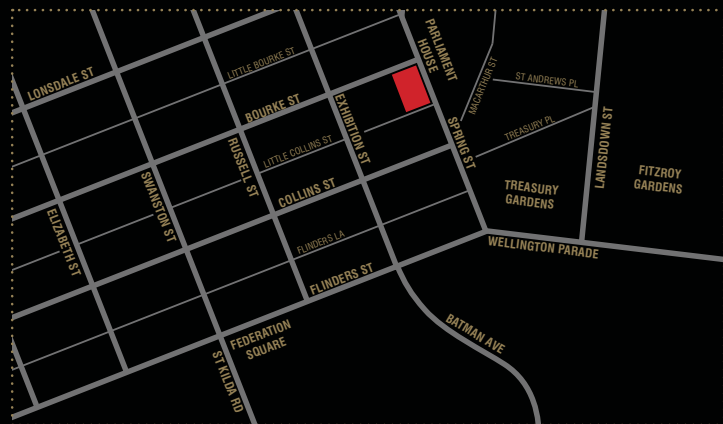 PARLIAMENT
HOUSE
LONSDALE ST
LITTLE BOURKE ST
MACARTHUR ST
ST ANDREWS PL
BOURKE ST
EXHIBITION ST
SPRING ST
TREASURY PL
LANDSDOWN ST
RUSSELL ST
LITTLE COLLINS ST
FITZROY
GARDENS
SWANSTON ST
COLLINS ST
TREASURY
GARDENS
ELIZABETH ST
FLINDERS LA
WELLINGTON PARADE
FLINDERS ST
FEDERATION
SQUARE
BATMAN AVE
ST KILDA RD